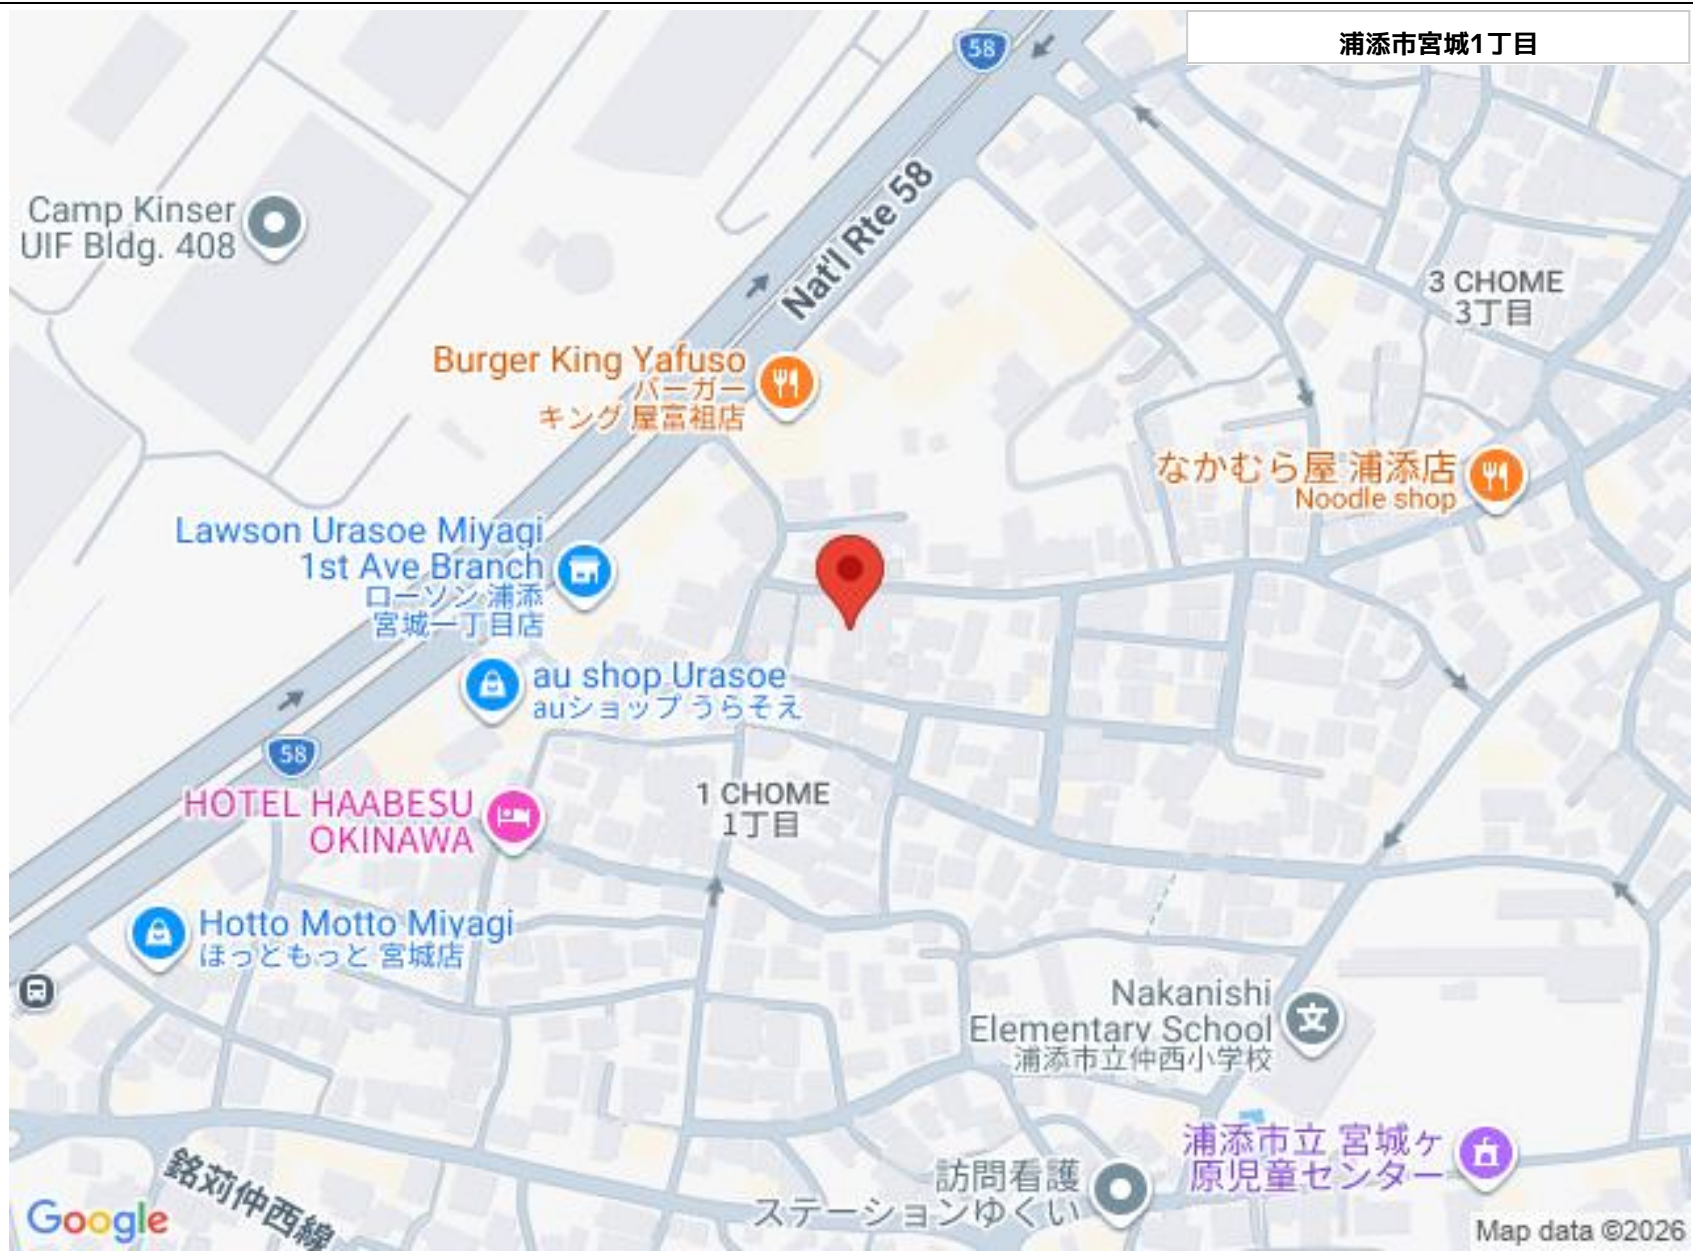 浦添市宮城1丁目
58
Nat'l Rte 58
Camp Kinser
UIF Bldg. 408
3 CHOME
3丁目
Burger King Yafuso
バーガー
キング 屋富祖店
なかむら屋 浦添店
Noodle shop
Lawson Urasoe Miyagi
1st Ave Branch
ローソン 浦添
宮城一丁目店
au shop Urasoe
auショップ うらそえ
58
HOTEL HAABESU
OKINAWA
1 CHOME
1丁目
Hotto Motto Miyagi
ほっともっと 宮城店
Nakanishi
Elementary School
浦添市立仲西小学校
文
浦添市立 宮城ヶ
原児童センター
訪問看護
ステーションゆくい
銘苅仲西線
Google
Map data ©2026